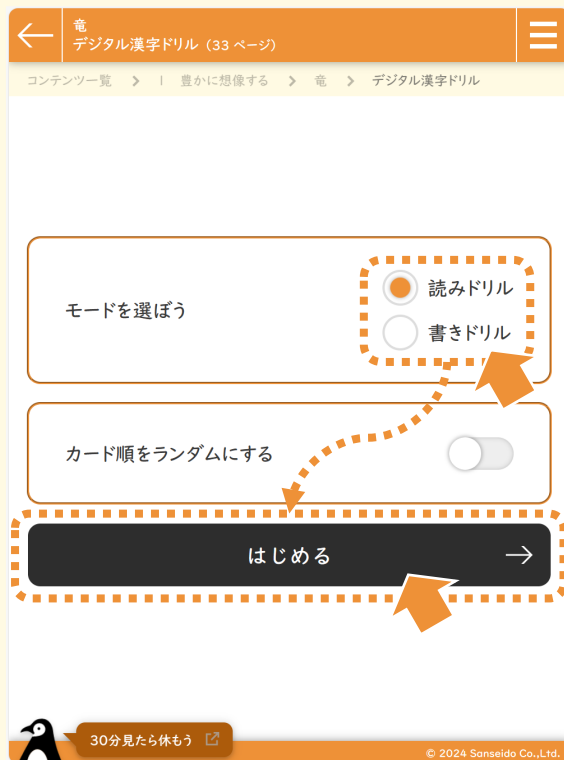 竜
デジタル漢字ドリル（33 ページ）
コンテンツ一覧 > Ⅰ 豊かに想像する > 竜 > デジタル漢字ドリル
モードを選ぼう
読みドリル
書きドリル
カード順をランダムにする
はじめる
30分見たら休もう
© 2024 Sanseido Co.,Ltd.